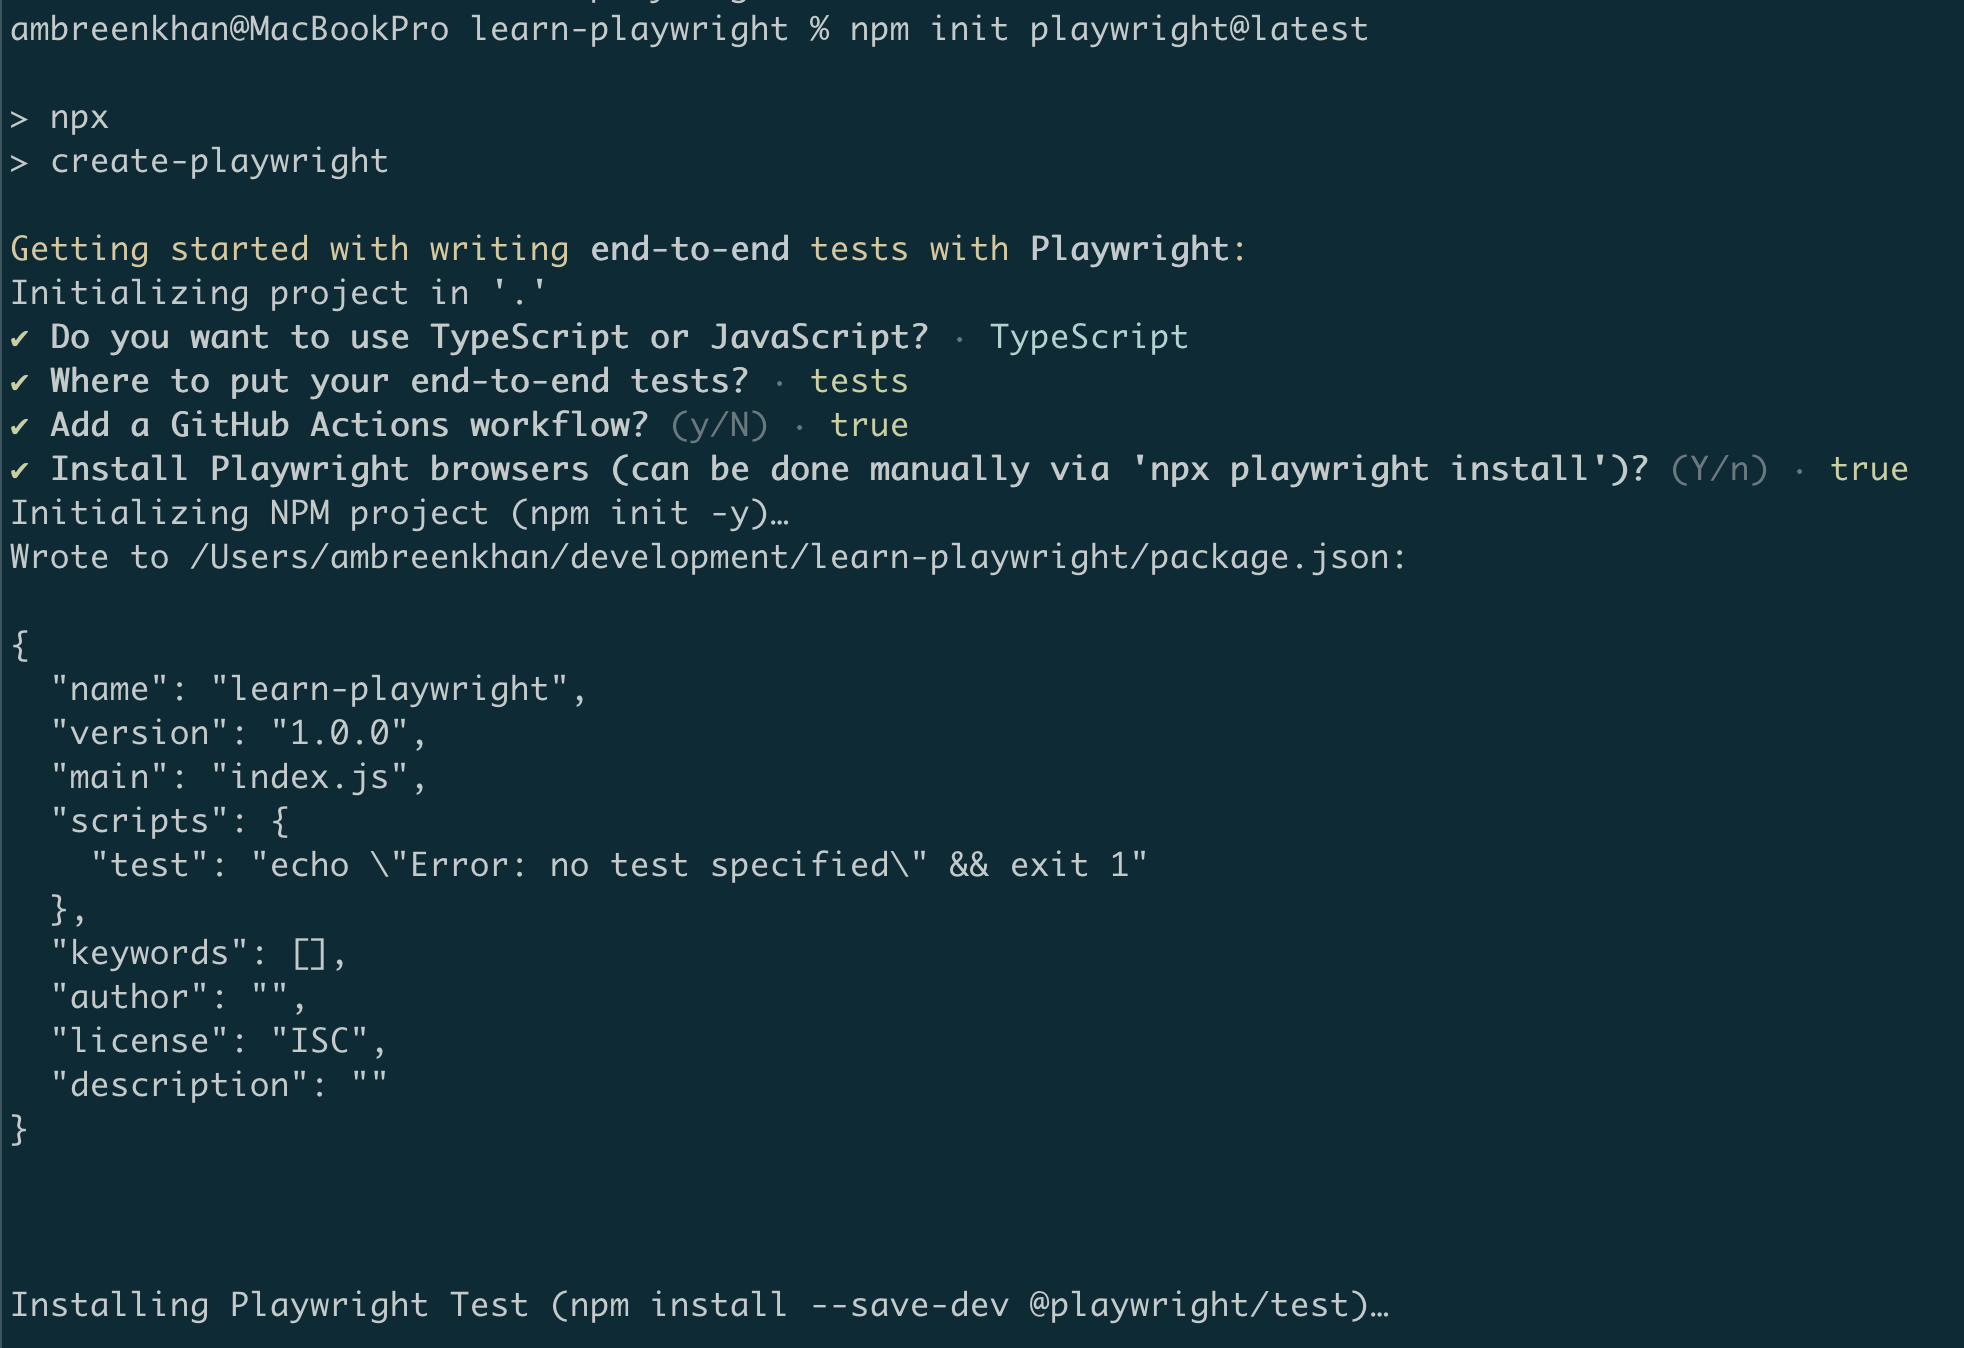 ambreenkhan@MacBookPro learn-playwright % npm init playwright@latest
> npx
> create-playwright
Getting started with writing end-to-end tests with Playwright:
Initializing project in '.'
✔ Do you want to use TypeScript or JavaScript? · TypeScript
✔ Where to put your end-to-end tests? · tests
✔ Add a GitHub Actions workflow? (y/N) · true
✔ Install Playwright browsers (can be done manually via 'npx playwright install')? (Y/n) · true
Initializing NPM project (npm init -y)…
Wrote to /Users/ambreenkhan/development/learn-playwright/package.json:
{
  "name": "learn-playwright",
  "version": "1.0.0",
  "main": "index.js",
  "scripts": {
    "test": "echo \"Error: no test specified\" && exit 1"
  },
  "keywords": [],
  "author": "",
  "license": "ISC",
  "description": ""
}
Installing Playwright Test (npm install --save-dev @playwright/test)…